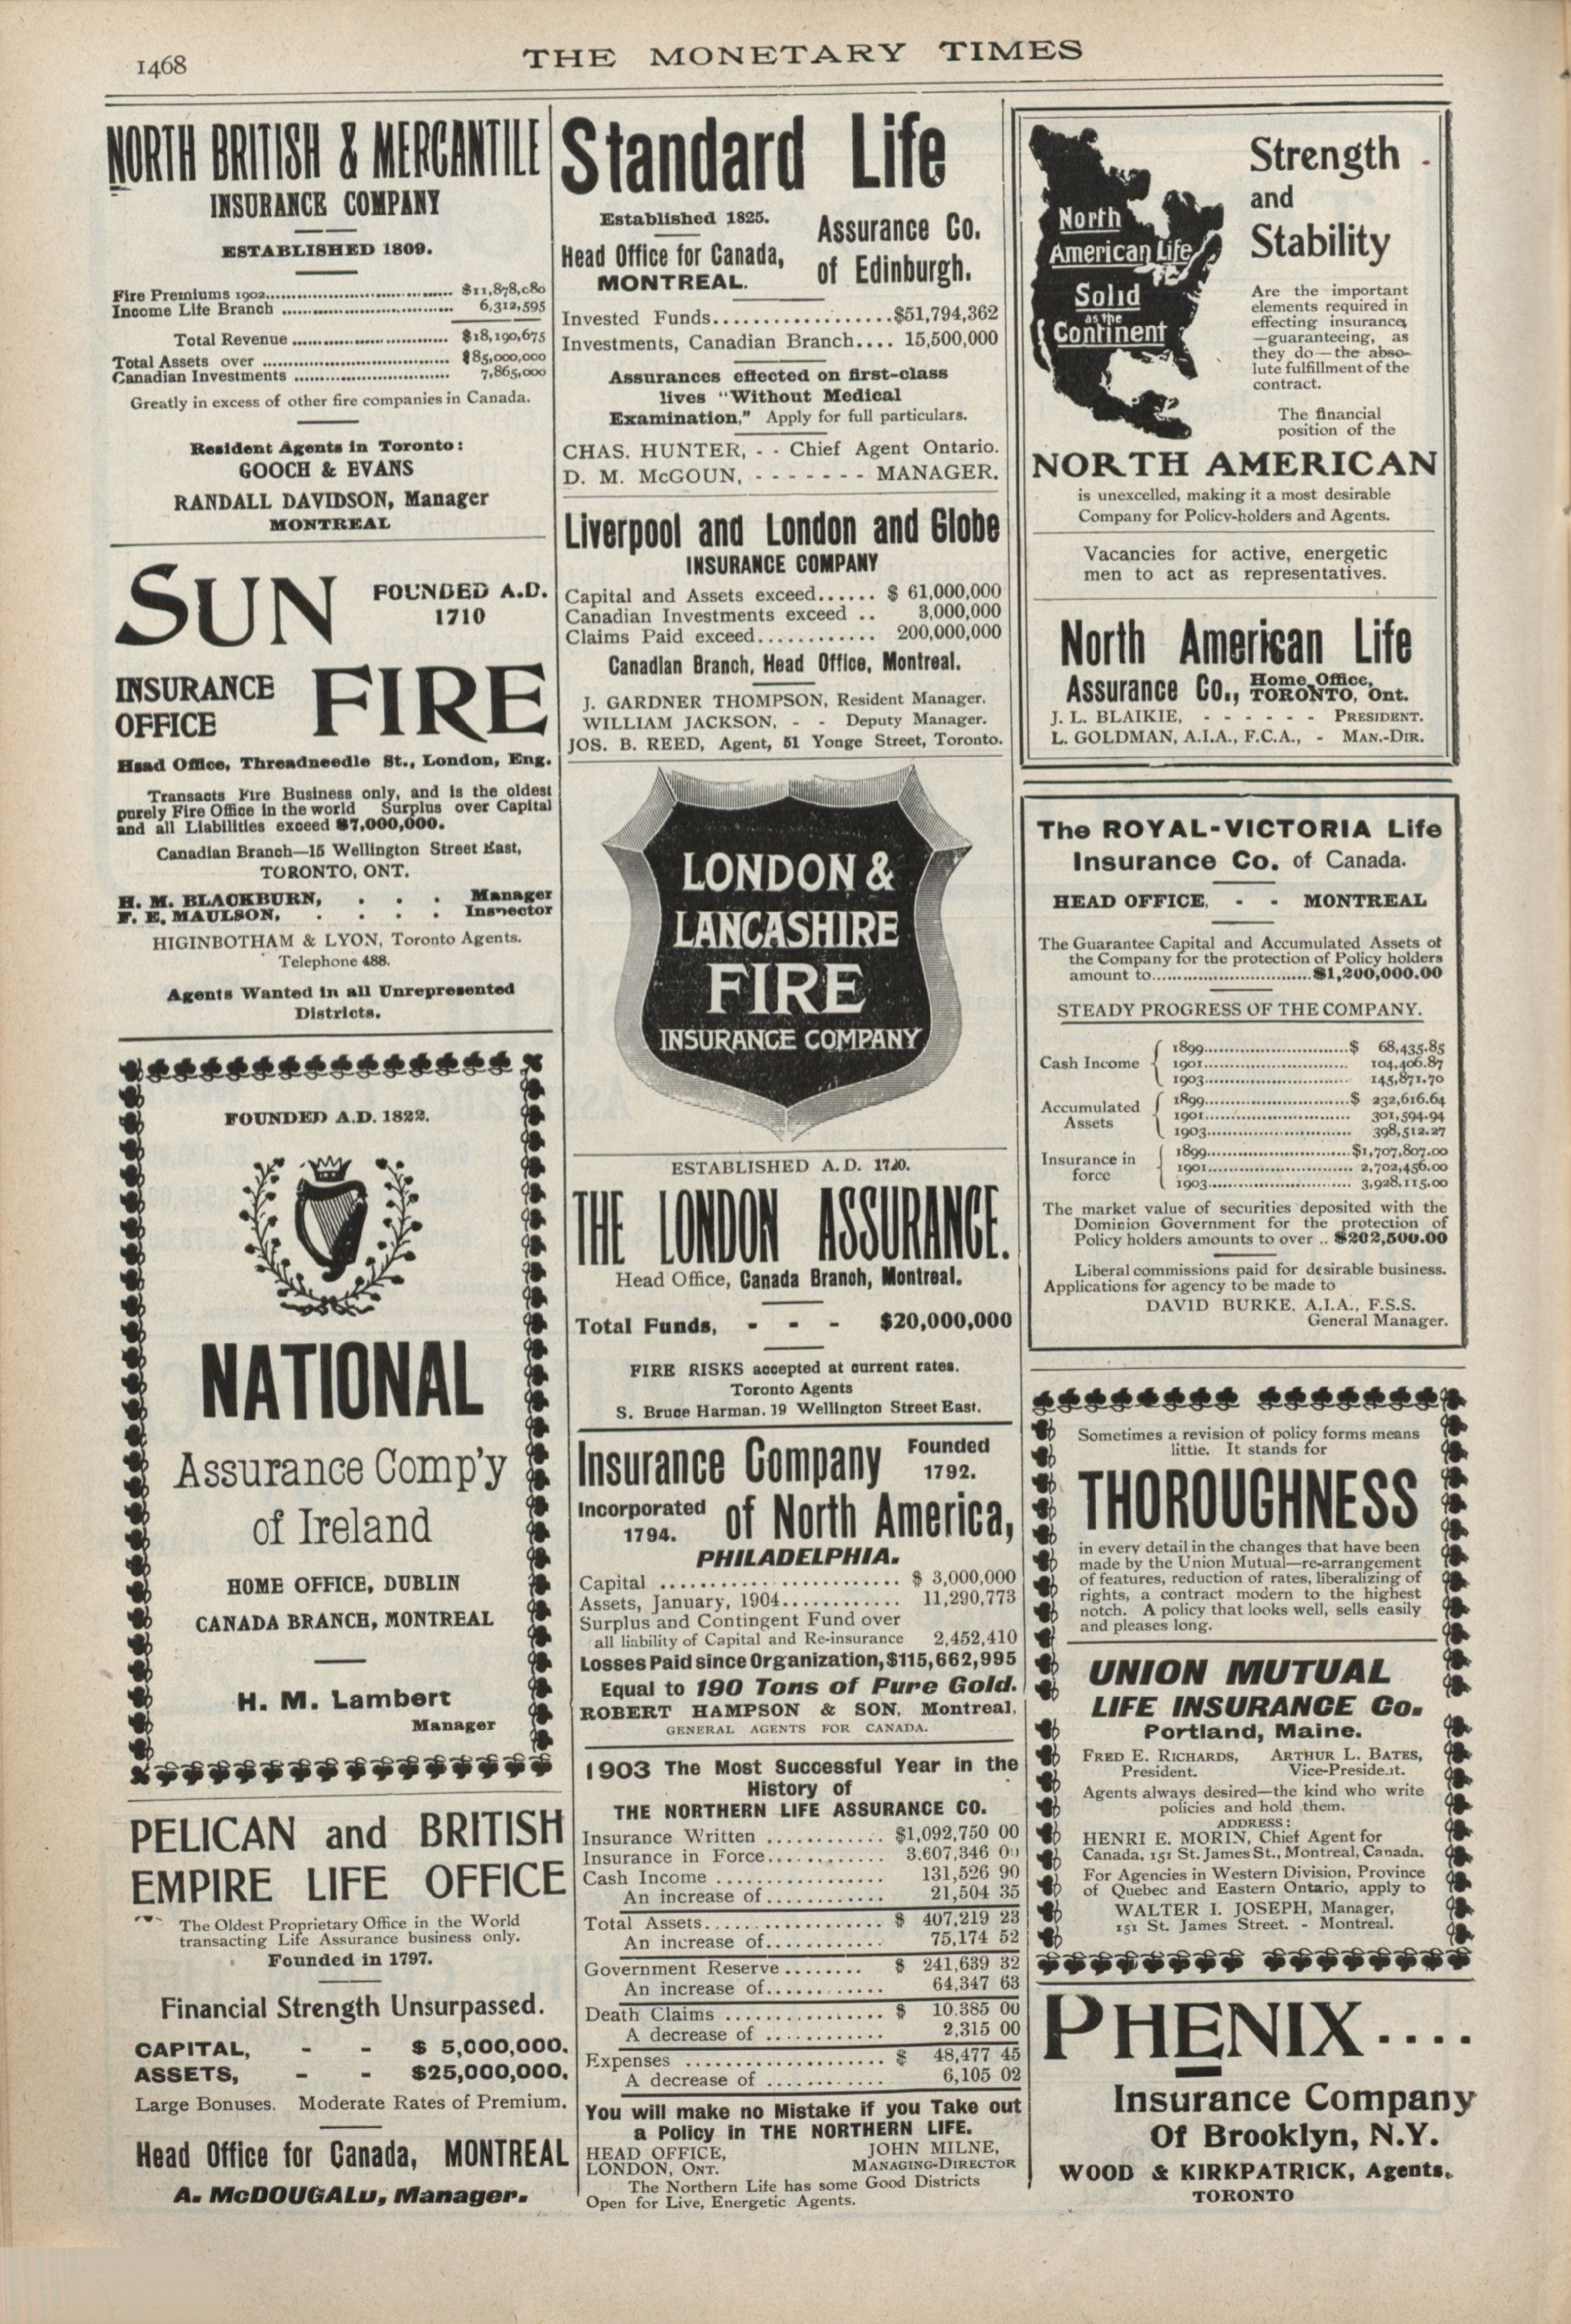 1468
THE MONETARY TIMES
NORTH BRITISH & MERCANTILE
INSURANCE COMPANY
ESTABLISHED 1809.
Fire Premiums 1902 $11,878,080
Income Life Branch 6,312,595
Total Revenue $18,190,675
Total Assets over $85,000,000
Canadian Investments 7,865,000
Greatly in excess of other fire companies in Canada.
Resident Agents in Toronto:
GOOCH & EVANS
RANDALL DAVIDSON, Manager
MONTREAL
SUN
FOUNDED A.D.
1710
INSURANCE
OFFICE
FIRE
Head Office, Threadneedle St., London, Eng.
Transacts Fire Business only, and is the oldest
purely Fire Office in the world Surplus over Capital
and all Liabilities exceed $7,000,000.
Canadian Branch—15 Wellington Street East,
TORONTO, ONT.
H. M. BLACKBURN, . . . Manager
F. E. MAULSON, . . . . Inspector
HIGINBOTHAM & LYON, Toronto Agents.
Telephone 488.
Agents Wanted in all Unrepresented
Districts.
FOUNDED A.D. 1822.
NATIONAL
Assurance Comp'y
of Ireland
HOME OFFICE, DUBLIN
CANADA BRANCH, MONTREAL
H. M. Lambert
Manager
PELICAN and BRITISH
EMPIRE LIFE OFFICE
The Oldest Proprietary Office in the World
transacting Life Assurance business only.
Founded in 1797.
Financial Strength Unsurpassed.
CAPITAL, - - $ 5,000,000.
ASSETS, - - $25,000,000.
Large Bonuses. Moderate Rates of Premium.
Head Office for Canada, MONTREAL
A. McDOUGALD, Manager.
Standard Life
Established 1825.
Assurance Co.
of Edinburgh.
Head Office for Canada,
MONTREAL.
Invested Funds..................$51,794,362
Investments, Canadian Branch.... 15,500,000
Assurances effected on first-class
lives "Without Medical
Examination." Apply for full particulars.
CHAS. HUNTER, - - Chief Agent Ontario.
D. M. McGOUN, - - - - - - - MANAGER.
Liverpool and London and Globe
INSURANCE COMPANY
Capital and Assets exceed...... $ 61,000,000
Canadian Investments exceed .. 3,000,000
Claims Paid exceed............ 200,000,000
Canadian Branch, Head Office, Montreal.
J. GARDNER THOMPSON, Resident Manager.
WILLIAM JACKSON, - - Deputy Manager.
JOS. B. REED, Agent, 51 Yonge Street, Toronto.
LONDON &
LANCASHIRE
FIRE
INSURANCE COMPANY
ESTABLISHED A.D. 1720.
THE LONDON ASSURANCE.
Head Office, Canada Branch, Montreal.
Total Funds, - - - $20,000,000
FIRE RISKS accepted at current rates.
Toronto Agents
S. Bruce Harman, 19 Wellington Street East.
Insurance Company
Founded
1792.
Incorporated
1794.
of North America,
PHILADELPHIA.
Capital ........................ $ 3,000,000
Assets, January, 1904............ 11,290,773
Surplus and Contingent Fund over
all liability of Capital and Re-insurance 2,452,410
Losses Paid since Organization, $115,662,995
Equal to 190 Tons of Pure Gold.
ROBERT HAMPSON & SON, Montreal,
GENERAL AGENTS FOR CANADA.
1903 The Most Successful Year in the
History of
THE NORTHERN LIFE ASSURANCE CO.
Insurance Written ............ $1,092,750 00
Insurance in Force............ 3,607,346 00
Cash Income ................. 131,526 90
An increase of............ 21,504 35
Total Assets.................. $ 407,219 23
An increase of............ 75,174 52
Government Reserve ........ $ 241,639 32
An increase of............ 64,347 63
Death Claims ................ $ 10,385 00
A decrease of ............ 2,315 00
Expenses .................... $ 48,477 45
A decrease of ............ 6,105 02
You will make no Mistake if you Take out
a Policy in THE NORTHERN LIFE.
HEAD OFFICE,
LONDON, ONT.
JOHN MILNE,
MANAGING-DIRECTOR
The Northern Life has some Good Districts
Open for Live, Energetic Agents.
North
American Life
Solid
as the
Continent
Strength
and
Stability
Are the important
elements required in
effecting insurance,
—guaranteeing, as
they do—the abso-
lute fulfillment of the
contract.
The financial
position of the
NORTH AMERICAN
is unexcelled, making it a most desirable
Company for Policy-holders and Agents.
Vacancies for active, energetic
men to act as representatives.
North American Life
Assurance Co., Home Office, TORONTO, Ont.
J. L. BLAIKIE, - - - - - - PRESIDENT.
L. GOLDMAN, A.I.A., F.C.A., - MAN.-DIR.
The ROYAL-VICTORIA Life
Insurance Co. of Canada.
HEAD OFFICE, - - MONTREAL
The Guarantee Capital and Accumulated Assets of
the Company for the protection of Policy holders
amount to............................$1,200,000.00
STEADY PROGRESS OF THE COMPANY.
Cash Income
1899..........................$ 68,435.85
1901.......................... 104,406.87
1903.......................... 145,871.70
Accumulated
Assets
1899..........................$ 232,616.64
1901.......................... 301,594.94
1903.......................... 398,512.27
Insurance in
force
1899..........................$1,707,807.00
1901.......................... 2,702,456.00
1903.......................... 3,928,115.00
The market value of securities deposited with the
Dominion Government for the protection of
Policy holders amounts to over .. $202,500.00
Liberal commissions paid for desirable business.
Applications for agency to be made to
DAVID BURKE, A.I.A., F.S.S.
General Manager.
Sometimes a revision of policy forms means
little. It stands for
THOROUGHNESS
in every detail in the changes that have been
made by the Union Mutual—re-arrangement
of features, reduction of rates, liberalizing of
rights, a contract modern to the highest
notch. A policy that looks well, sells easily
and pleases long.
UNION MUTUAL
LIFE INSURANCE Co.
Portland, Maine.
FRED E. RICHARDS,
President.
ARTHUR L. BATES,
Vice-President.
Agents always desired—the kind who write
policies and hold them.
ADDRESS:
HENRI E. MORIN, Chief Agent for
Canada, 151 St. James St., Montreal, Canada.
For Agencies in Western Division, Province
of Quebec and Eastern Ontario, apply to
WALTER I. JOSEPH, Manager,
151 St. James Street. - Montreal.
PHENIX....
Insurance Company
Of Brooklyn, N.Y.
WOOD & KIRKPATRICK, Agents,
TORONTO